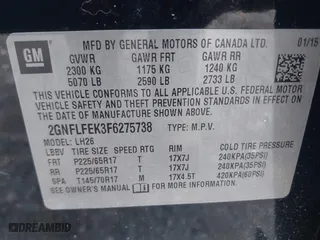 GM
MFD BY GENERAL MOTORS OF CANADA LTD. 01/15
GVWR GAWR FRT GAWR RR
2300 KG 1175 KG 1240 KG
5070 LB 2590 LB 2733 LB
THIS VEHICLE CONFORMS TO ALL APPLICABLE U.S. FEDERAL MOTOR
VEHICLE SAFETY, BUMPER, AND THEFT PREVENTION STANDARDS IN EFFECT ON THE
DATE OF MANUFACTURE SHOWN ABOVE.
2GNFLFEK3F6275738 TYPE: M.P.V.
MODEL: LH26
LBBV TIRE SIZE SPEED RTG RIM COLD TIRE PRESSURE
FRT P225/65R17 T 17X7J 240KPA(35PSI)
RR P225/65R17 T 17X7J 240KPA(35PSI)
SPA T145/70R17 M 17X4.5T 420KPA(60PSI)
SEE OWNER'S MANUAL